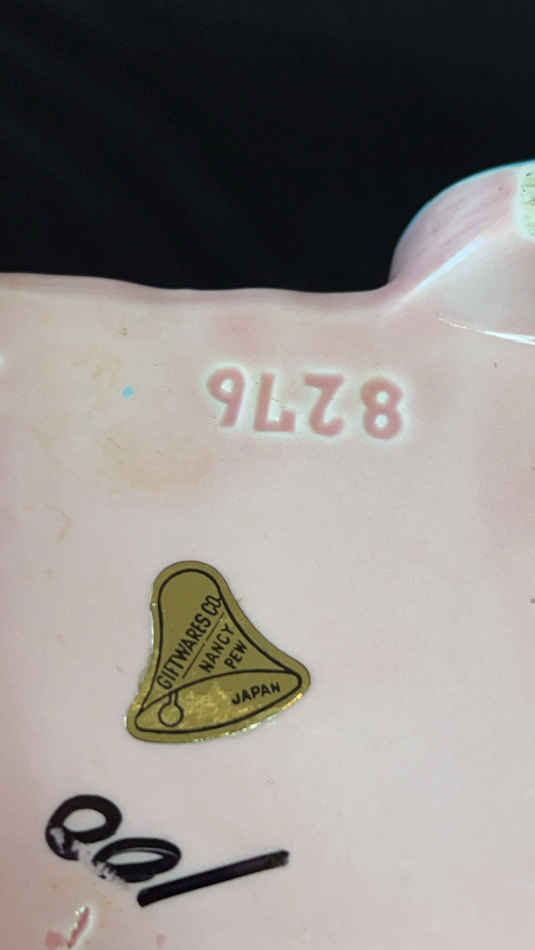 8276
GIFTWARES CO.
NANCY
PEW
JAPAN
100